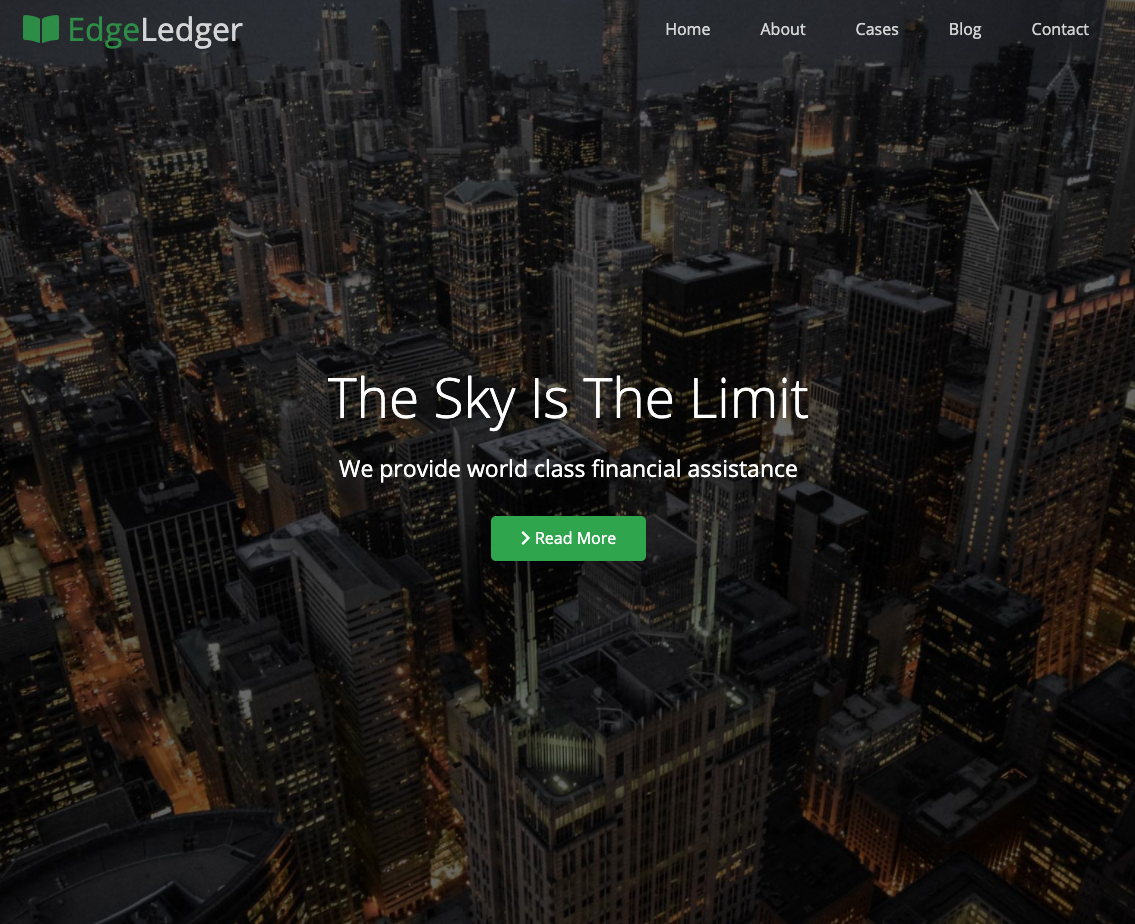 EdgeLedger
Home About Cases Blog Contact
The Sky Is The Limit
We provide world class financial assistance
Read More